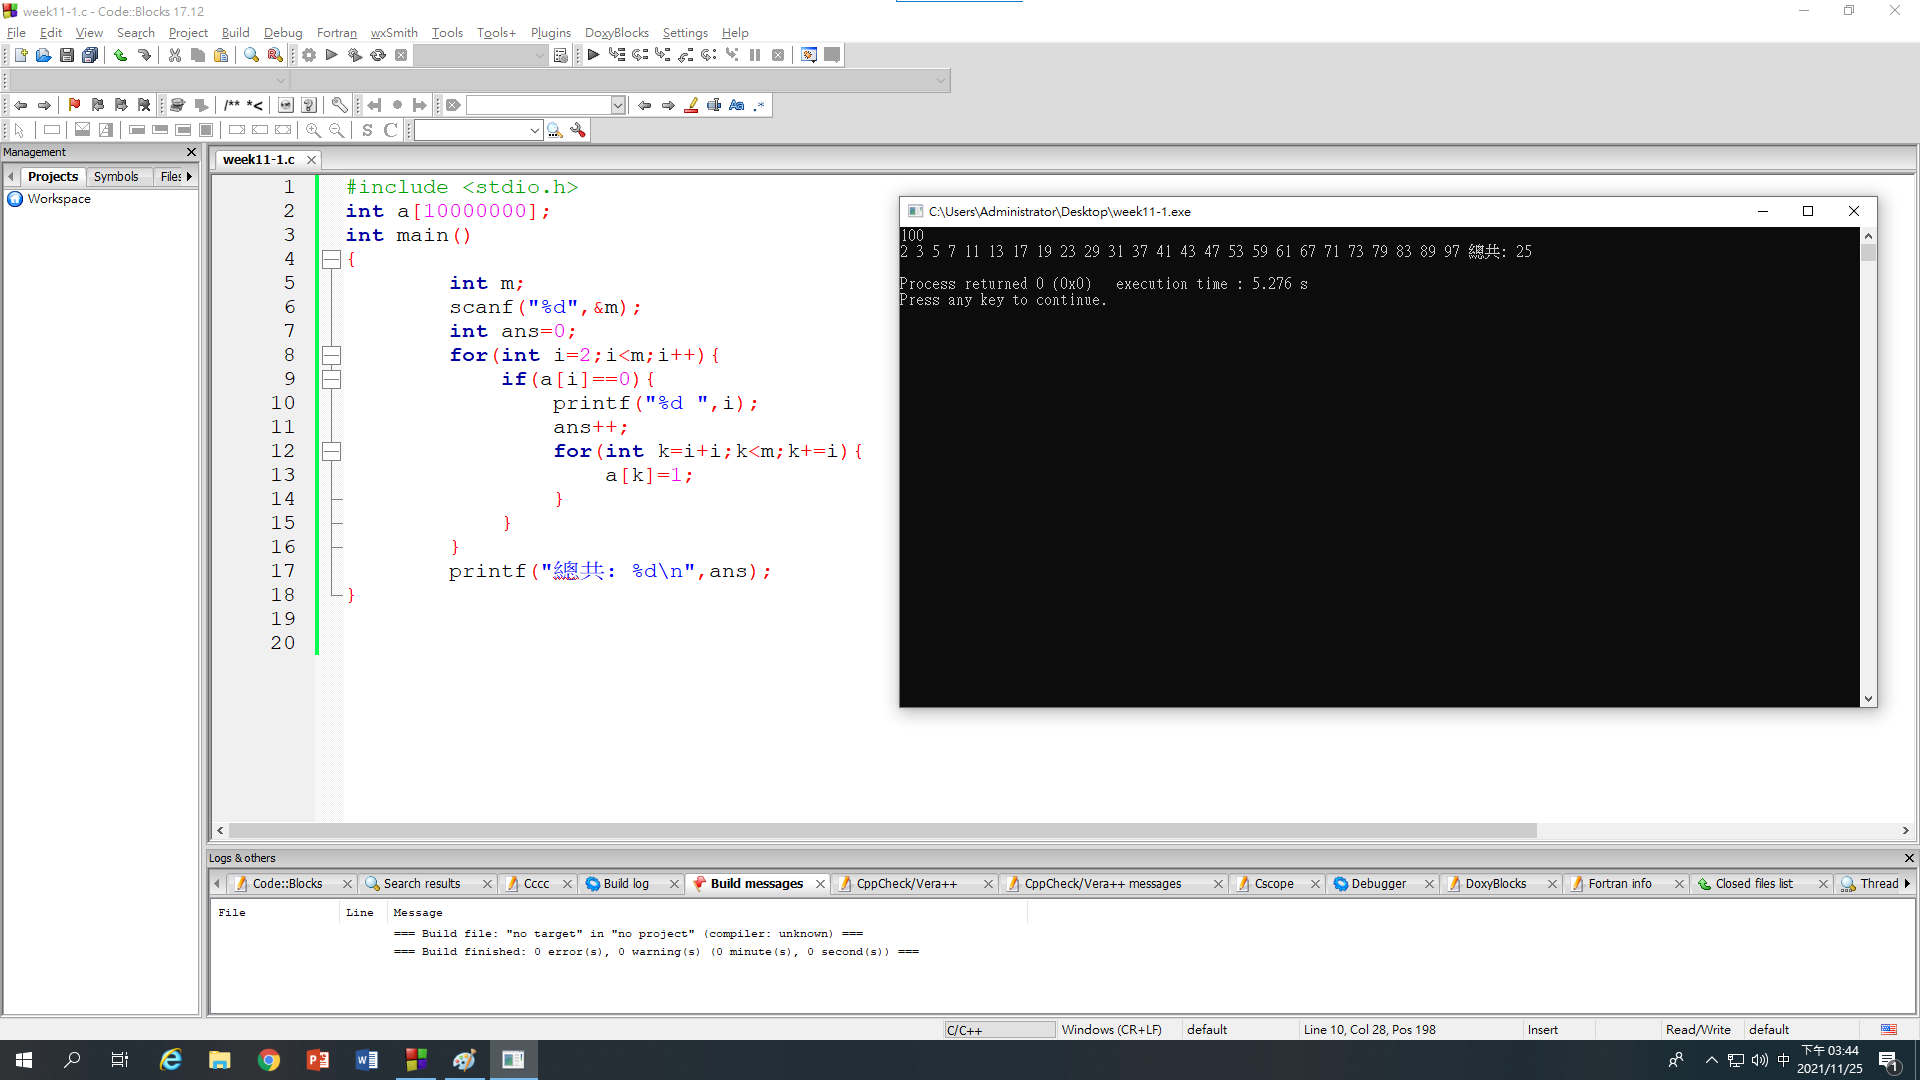 week11-1.c - Code::Blocks 17.12
File Edit View Search Project Build Debug Fortran wxSmith Tools Tools+ Plugins DoxyBlocks Settings Help
/** *<
Aa .*
S C
Management
Projects Symbols Files
Workspace
week11-1.c
1 #include <stdio.h>
2 int a[10000000];
3 int main()
4 {
5 int m;
6 scanf("%d",&m);
7 int ans=0;
8 for(int i=2;i<m;i++){
9 if(a[i]==0){
10 printf("%d ",i);
11 ans++;
12 for(int k=i+i;k<m;k+=i){
13 a[k]=1;
14 }
15 }
16 }
17 printf("總共: %d\n",ans);
18 }
19
20
C:\Users\Administrator\Desktop\week11-1.exe
100
2 3 5 7 11 13 17 19 23 29 31 37 41 43 47 53 59 61 67 71 73 79 83 89 97 總共: 25
Process returned 0 (0x0) execution time : 5.276 s
Press any key to continue.
Logs & others
Code::Blocks Search results Cccc Build log Build messages CppCheck/Vera++ CppCheck/Vera++ messages Cscope Debugger DoxyBlocks Fortran info Closed files list Thread
File Line Message
=== Build file: "no target" in "no project" (compiler: unknown) ===
=== Build finished: 0 error(s), 0 warning(s) (0 minute(s), 0 second(s)) ===
C/C++ Windows (CR+LF) default Line 10, Col 28, Pos 198 Insert Read/Write default
中
下午 03:44
2021/11/25
1